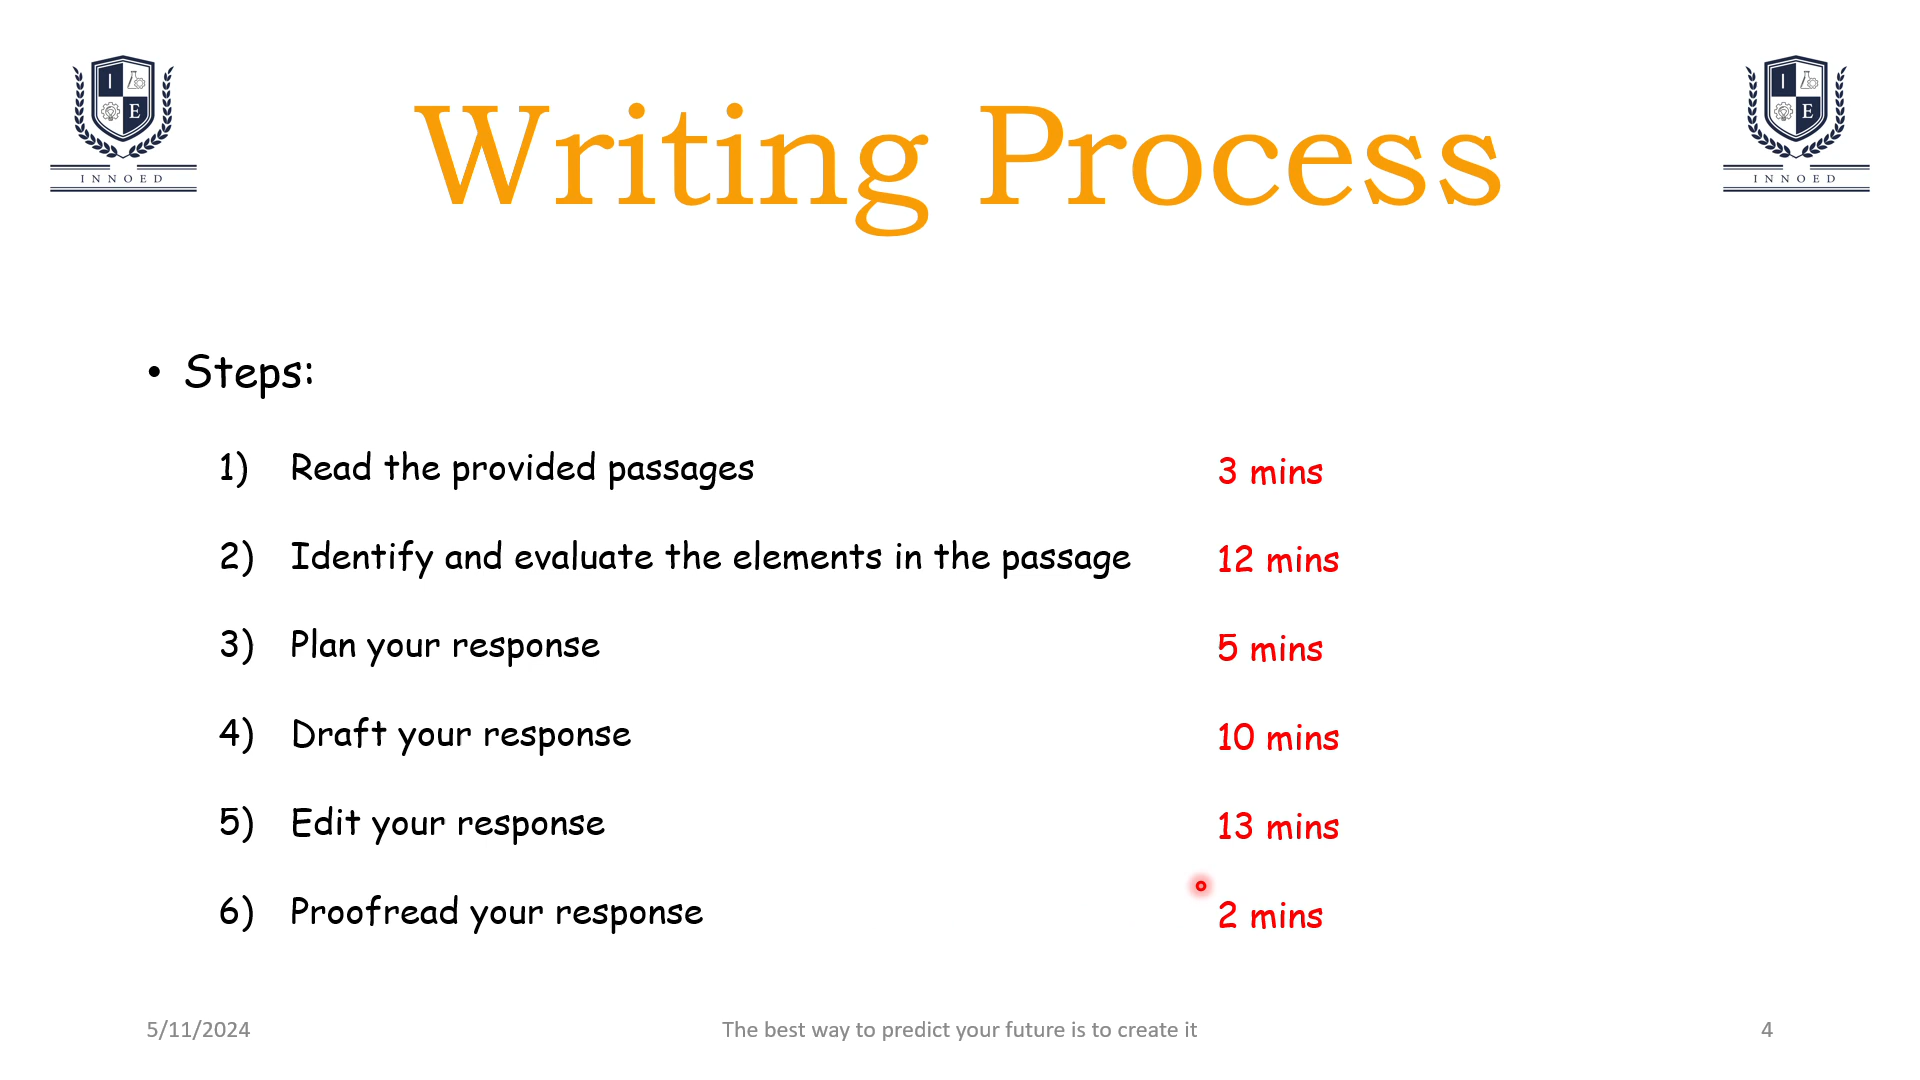 I
E
INNOED
Writing Process
I
E
INNOED
• Steps:
1) Read the provided passages 3 mins
2) Identify and evaluate the elements in the passage 12 mins
3) Plan your response 5 mins
4) Draft your response 10 mins
5) Edit your response 13 mins
6) Proofread your response 2 mins
5/11/2024 The best way to predict your future is to create it 4